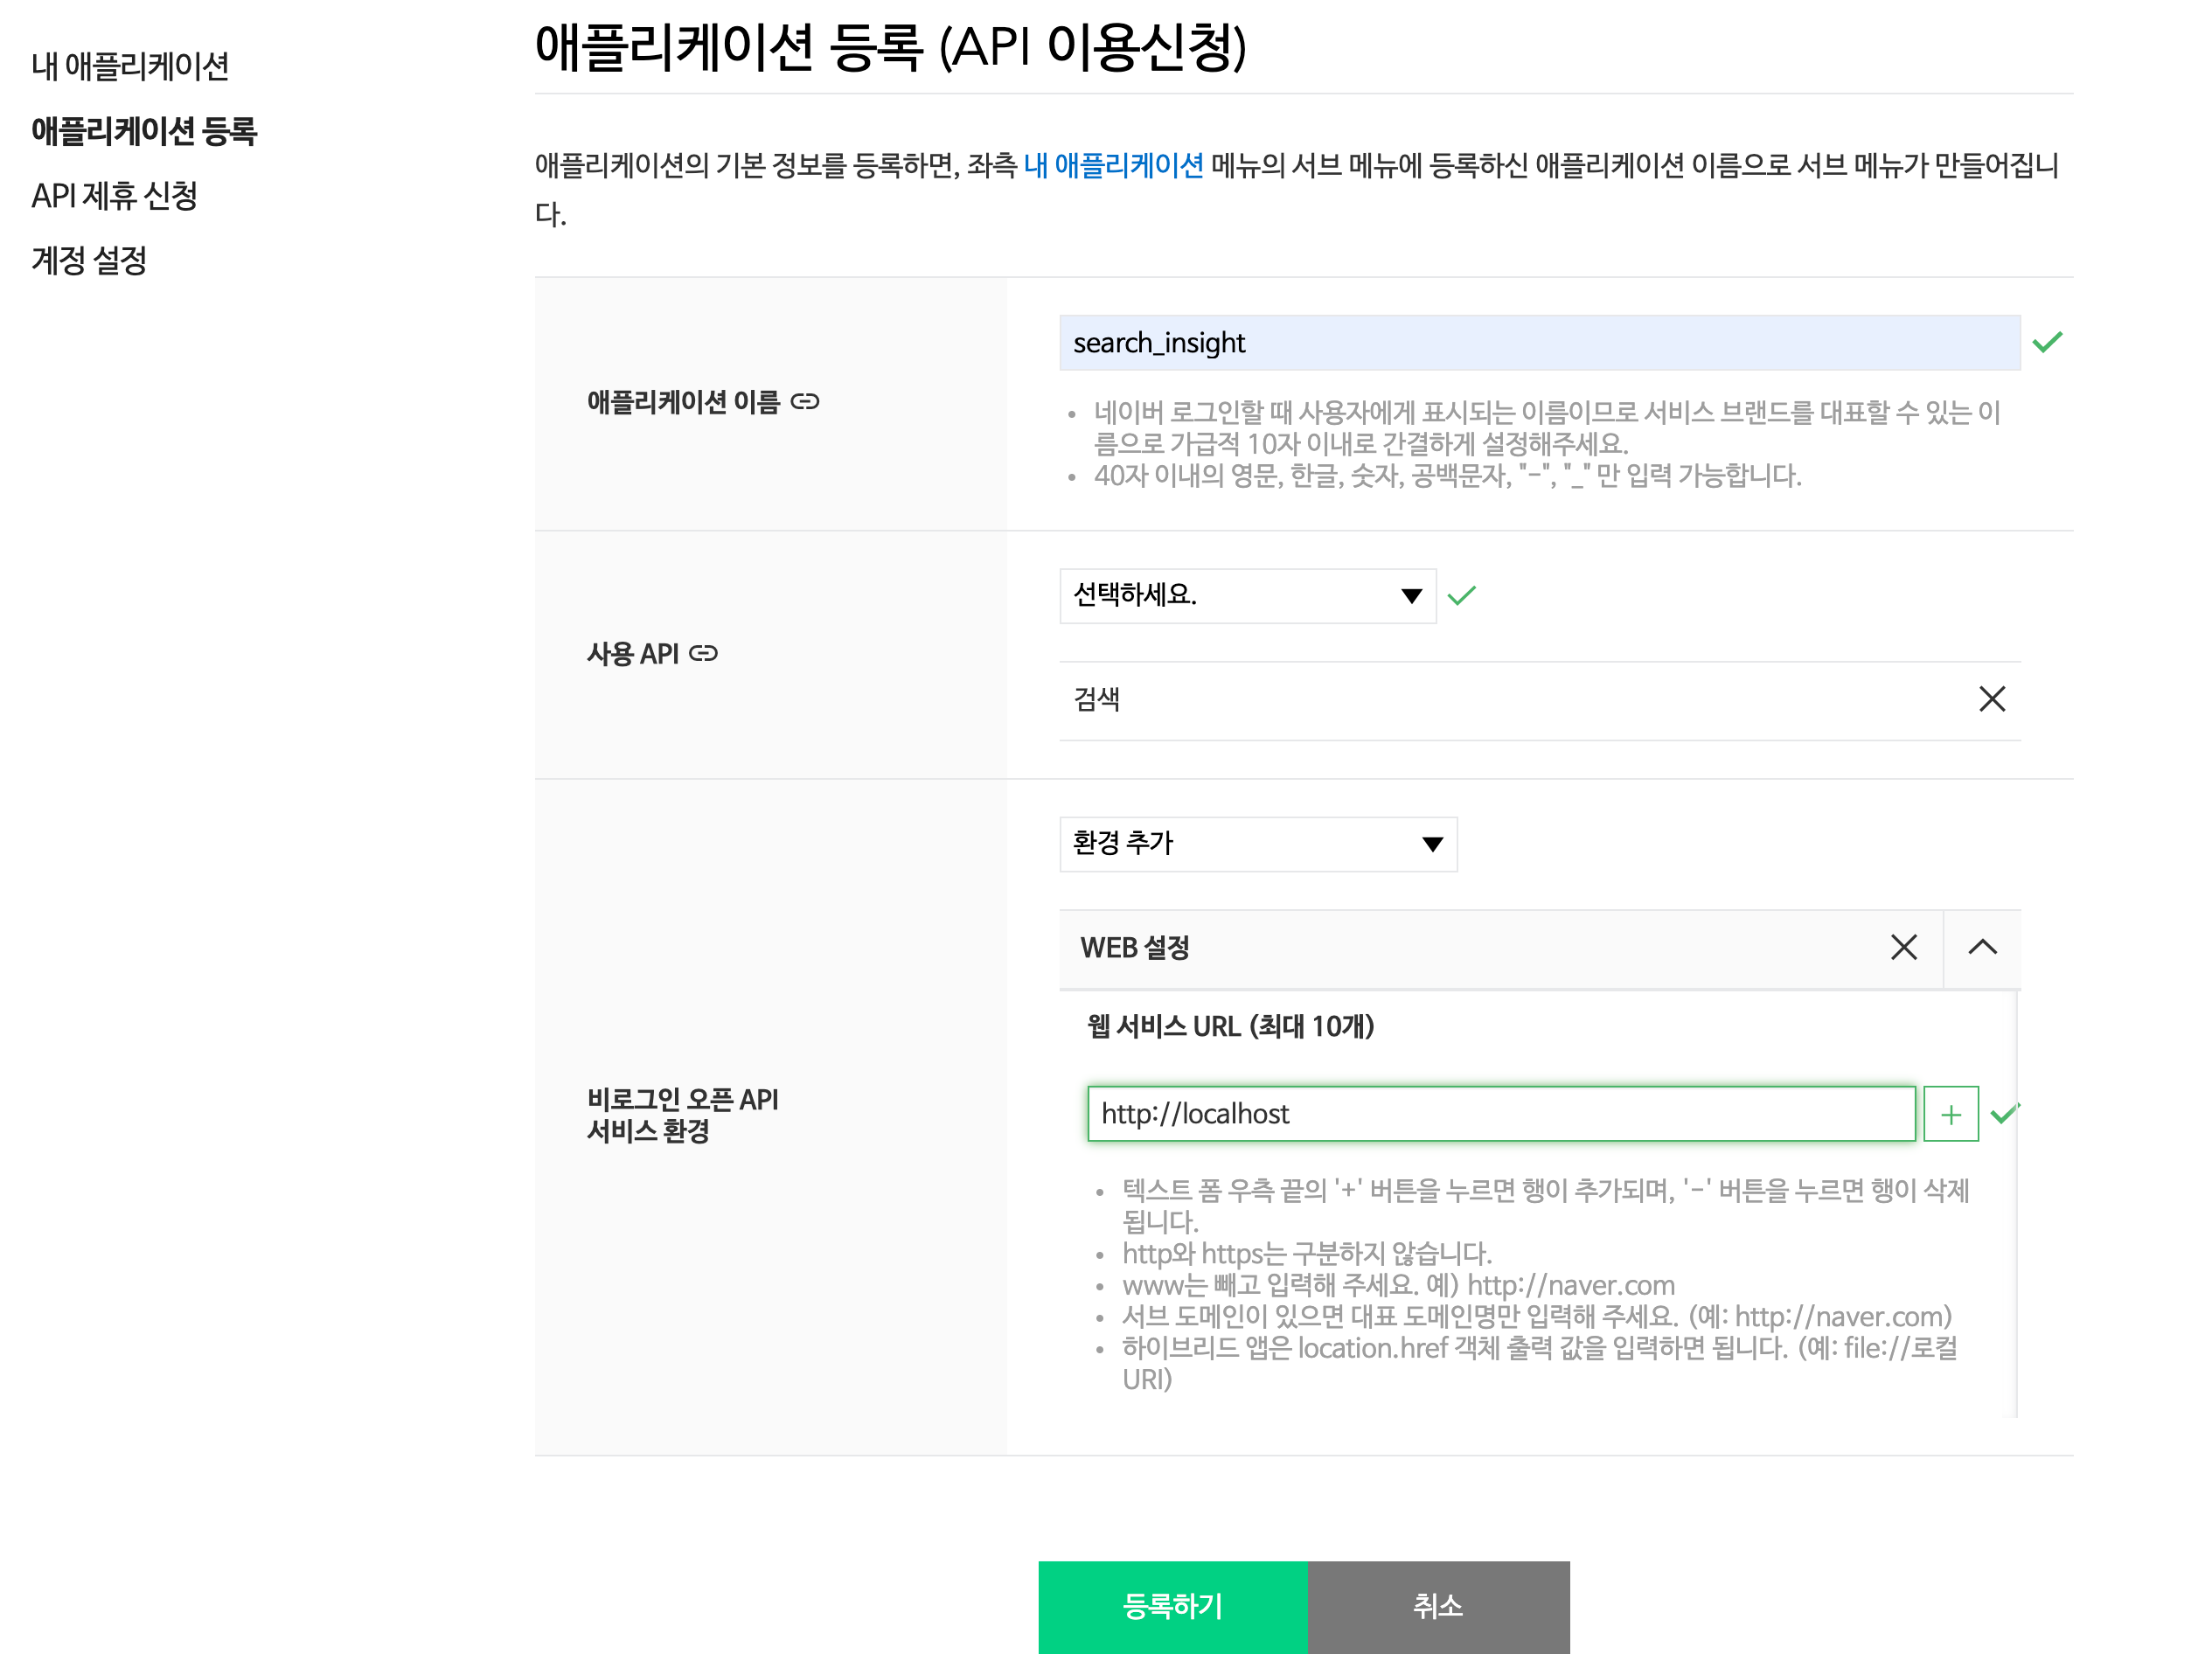 내 애플리케이션
애플리케이션 등록
API 제휴 신청
계정 설정
애플리케이션 등록 (API 이용신청)
애플리케이션의 기본 정보를 등록하면, 좌측 내 애플리케이션 메뉴의 서브 메뉴에 등록하신 애플리케이션 이름으로 서브 메뉴가 만들어집니
다.
애플리케이션 이름
search_insight
• 네이버 로그인할 때 사용자에게 표시되는 이름이므로 서비스 브랜드를 대표할 수 있는 이
름으로 가급적 10자 이내로 간결하게 설정해주세요.
• 40자 이내의 영문, 한글, 숫자, 공백문자, "-", "_" 만 입력 가능합니다.
사용 API
선택하세요.
검색
비로그인 오픈 API
서비스 환경
환경 추가
WEB 설정
웹 서비스 URL (최대 10개)
http://localhost
+
• 텍스트 폼 우측 끝의 '+' 버튼을 누르면 행이 추가되며, '-' 버튼을 누르면 행이 삭제
됩니다.
• http와 https는 구분하지 않습니다.
• www는 빼고 입력해 주세요. 예) http://naver.com
• 서브 도메인이 있으면 대표 도메인명만 입력해 주세요. (예: http://naver.com)
• 하이브리드 앱은 location.href 객체 출력 값을 입력하면 됩니다. (예: file://로컬
URI)
등록하기
취소